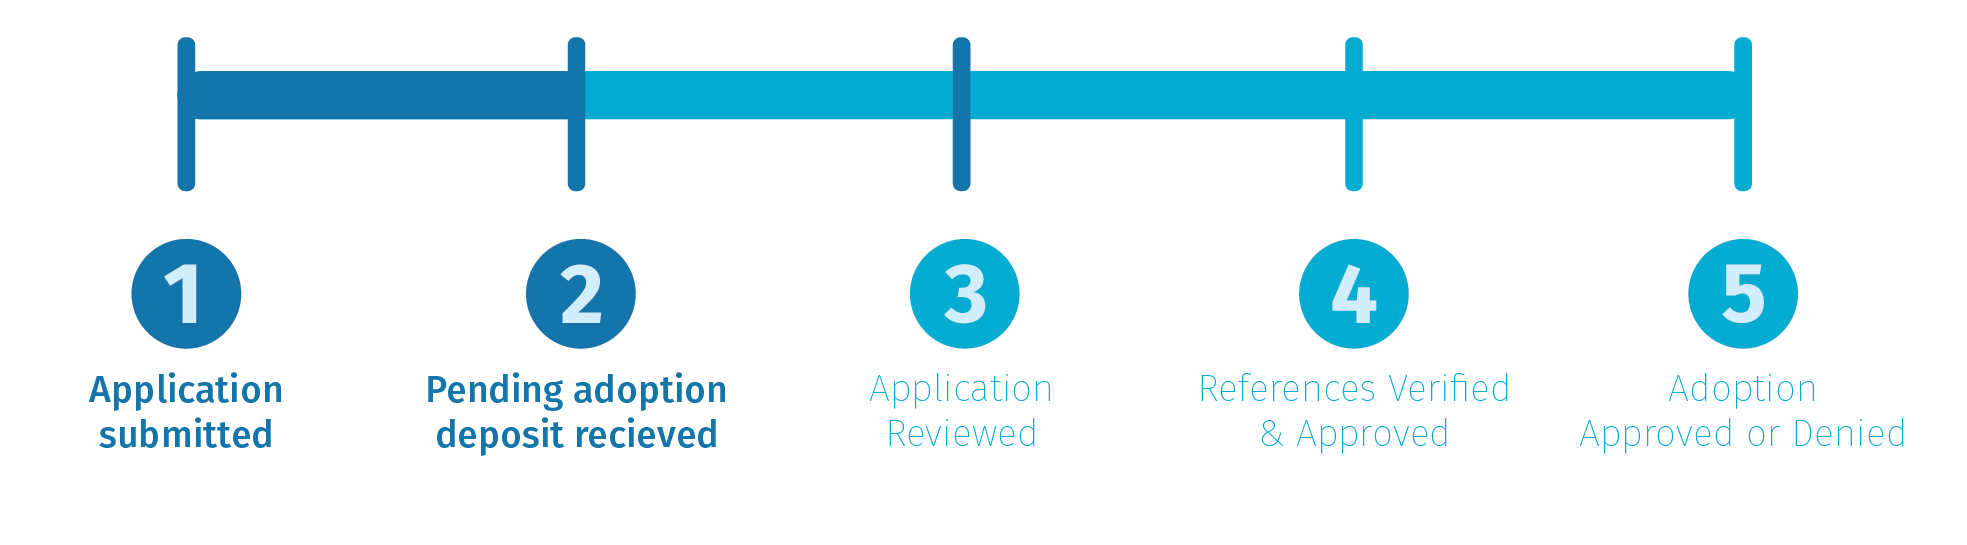 1
Application
submitted
2
Pending adoption
deposit recieved
3
Application
Reviewed
4
References Verified
& Approved
5
Adoption
Approved or Denied